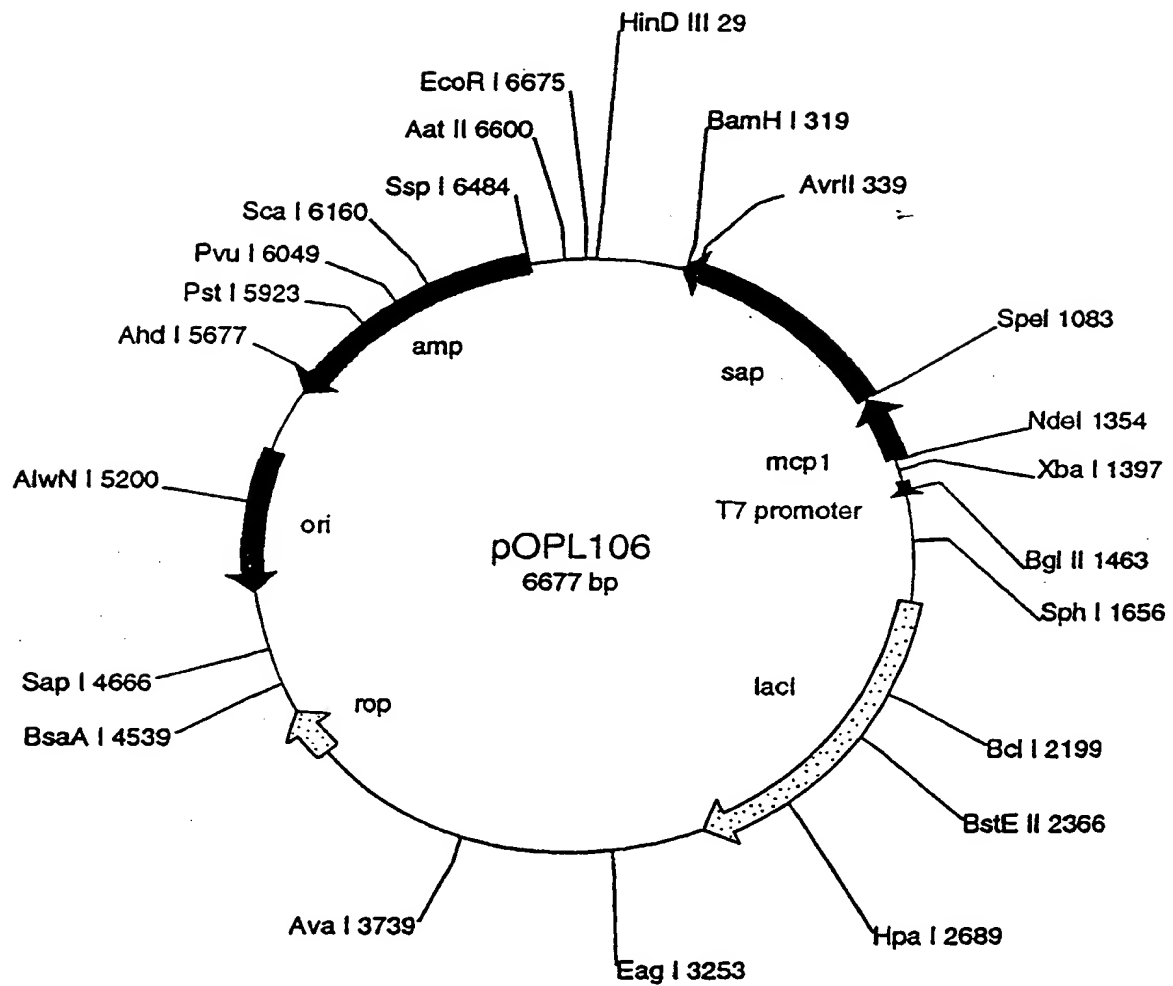 HinD III 29
EcoR I 6675
Aat II 6600
BamH I 319
Ssp I 6484
AvrII 339
Sca I 6160
Pvu I 6049
Pst I 5923
Ahd I 5677
SpeI 1083
amp
sap
NdeI 1354
mcp1
Xba I 1397
AlwN I 5200
T7 promoter
ori
pOPL106
6677 bp
Bgl II 1463
Sph I 1656
Sap I 4666
lacI
rop
BsaA I 4539
Bcl I 2199
BstE II 2366
Ava I 3739
Hpa I 2689
Eag I 3253